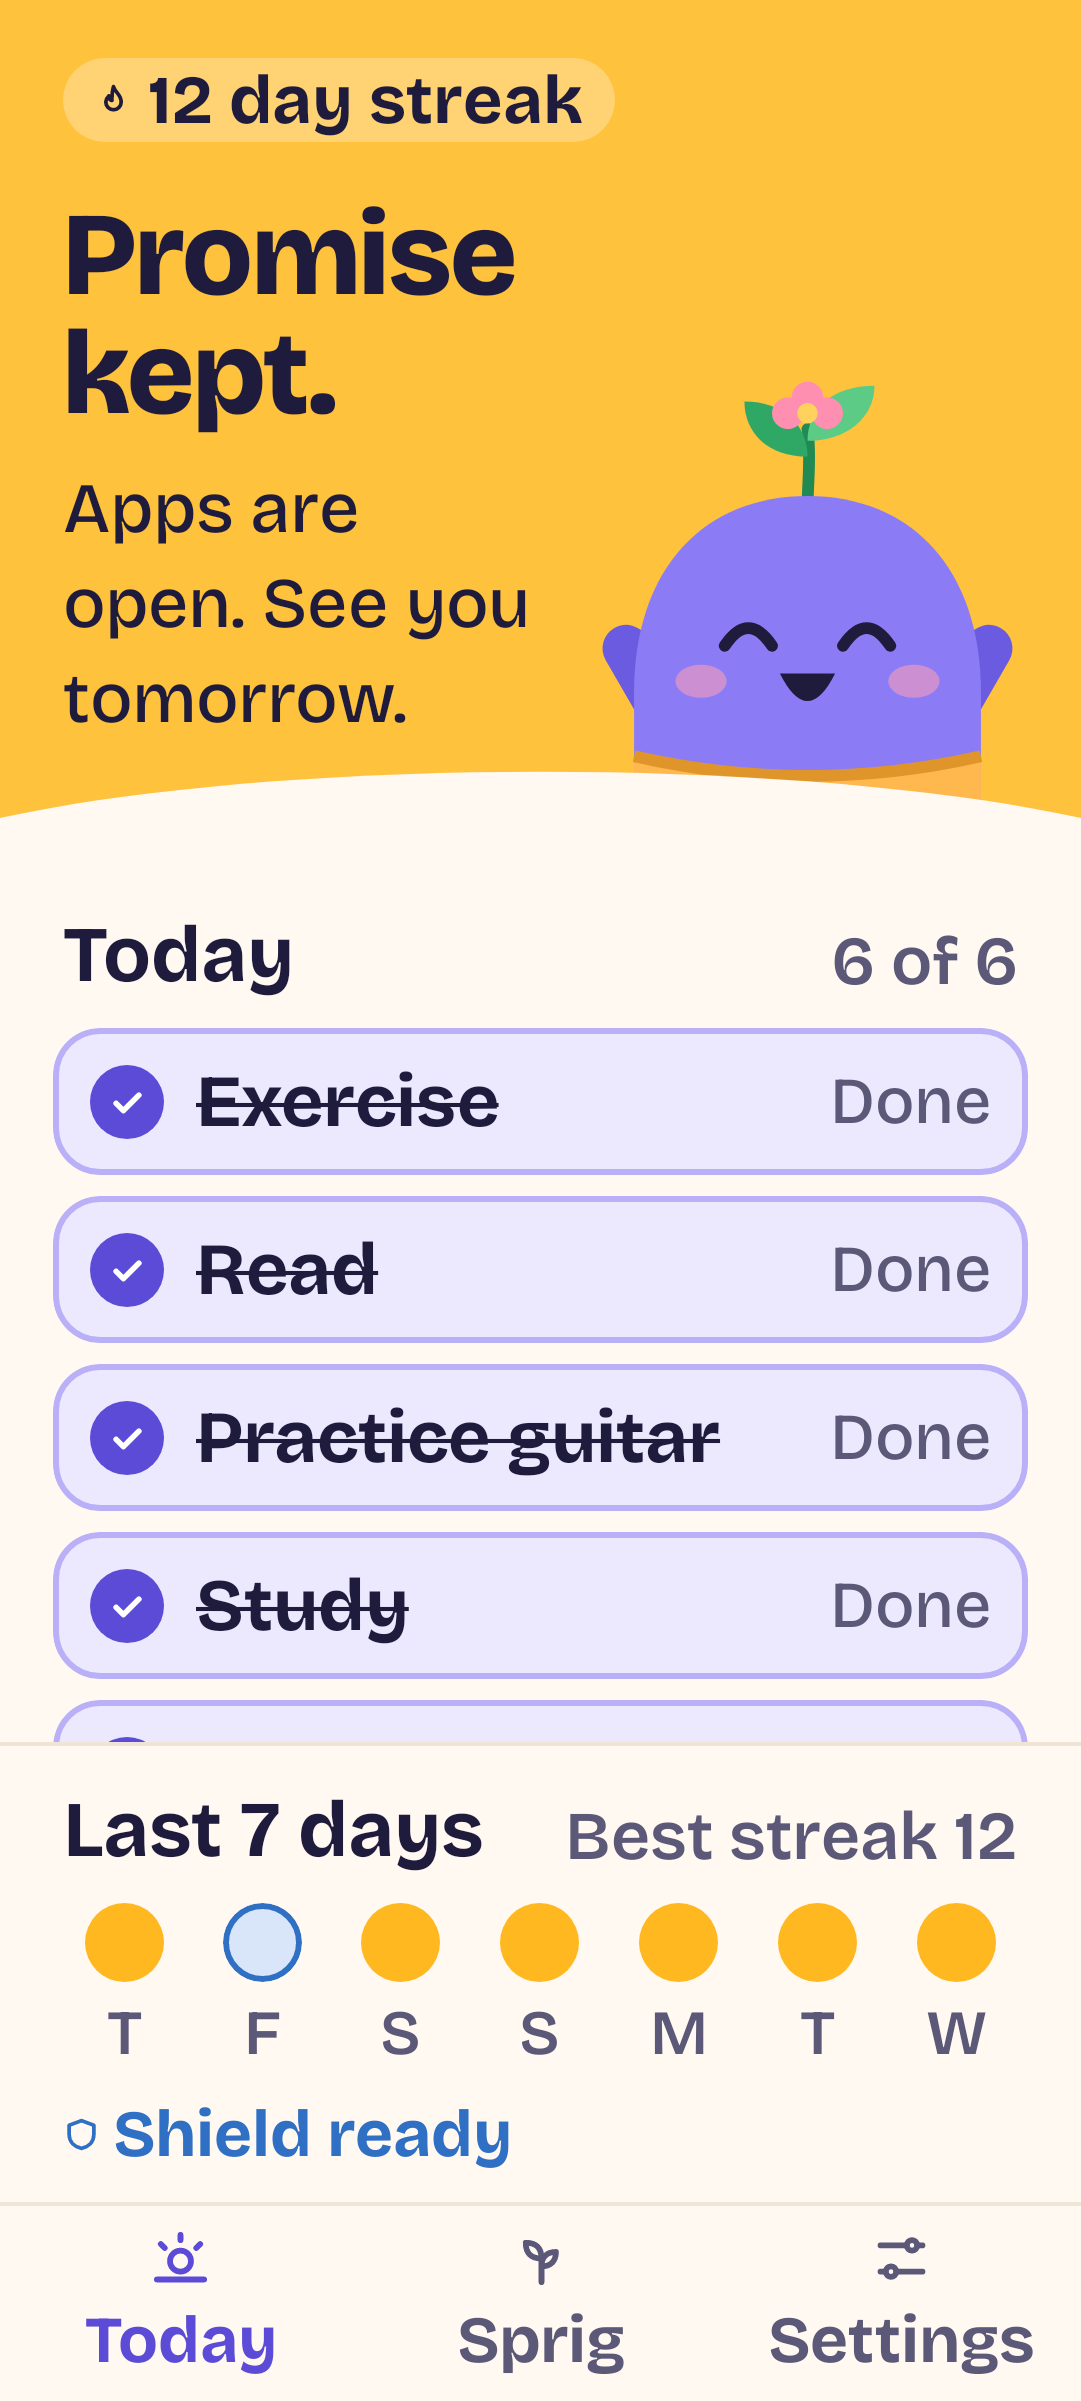 12 day streak
Promise
kept.
Apps are
open. See you
tomorrow.
Today
6 of 6
Exercise
Done
Read
Done
Practice guitar
Done
Study
Done
Last 7 days
Best streak 12
T F S S M T W
Shield ready
Today
Sprig
Settings